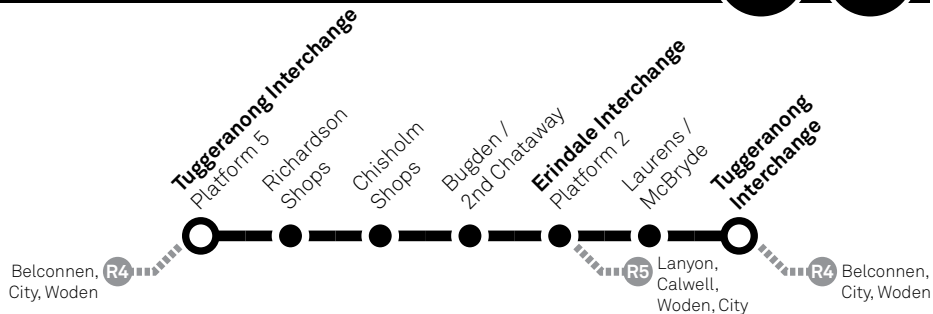 Tuggeranong Interchange
Platform 5
Richardson
Shops
Chisholm
Shops
Bugden /
2nd Chataway
Erindale Interchange
Platform 2
Laurens /
McBryde
Tuggeranong
Interchange
Belconnen,
City, Woden
R4
R5
Lanyon,
Calwell,
Woden, City
R4
Belconnen,
City, Woden